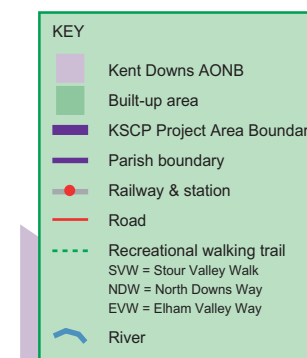 KEY
Kent Downs AONB
Built-up area
KSCP Project Area Boundar
Parish boundary
Railway & station
Road
Recreational walking trail
SVW = Stour Valley Walk
NDW = North Downs Way
EVW = Elham Valley Way
River